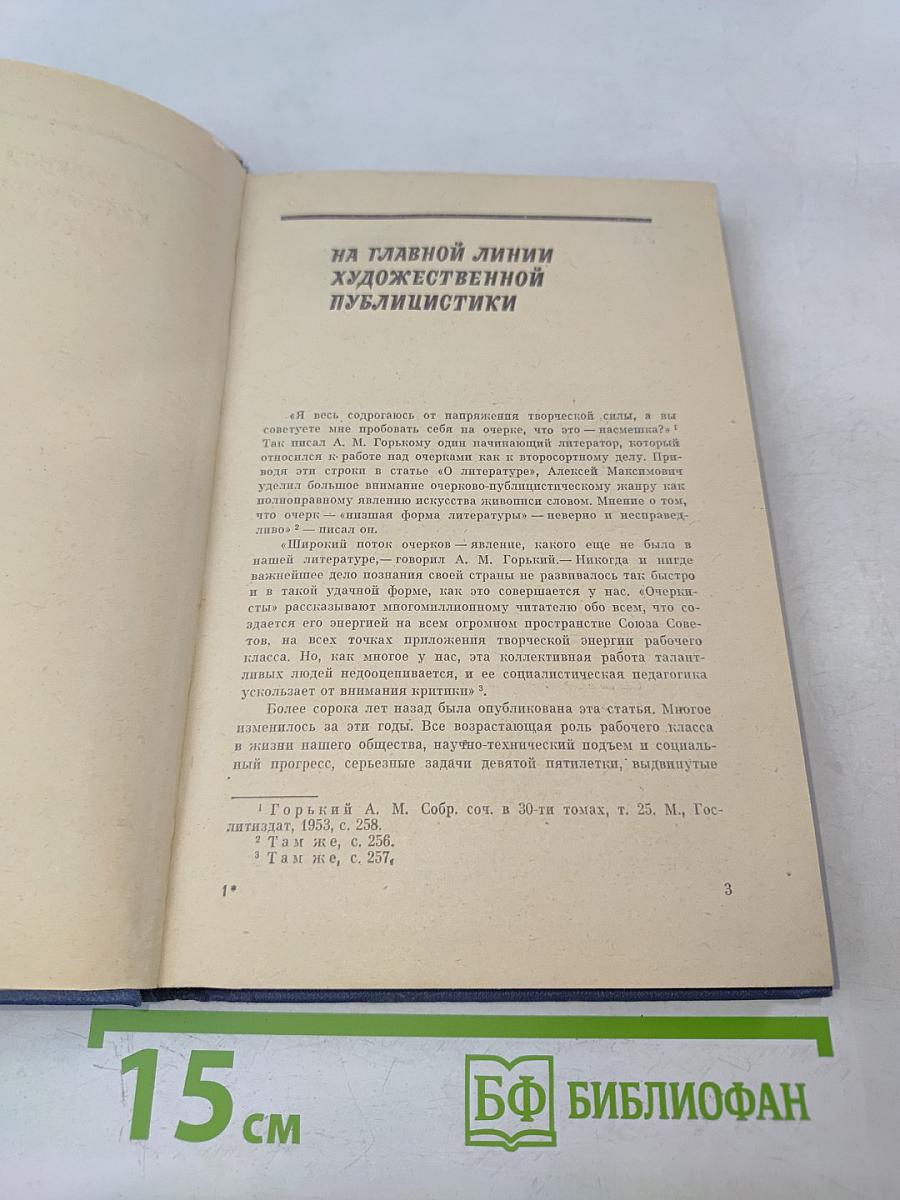 НА ГЛАВНОЙ ЛИНИИ
ХУДОЖЕСТВЕННОЙ
ПУБЛИЦИСТИКИ
«Я весь содрогаюсь от напряжения творческой силы, а вы
советуете мне пробовать себя на очерке, что это — насмешка?» 1
Так писал А. М. Горькому один начинающий литератор, который
относился к работе над очерками как к второсортному делу. При-
водя эти строки в статье «О литературе», Алексей Максимович
уделил большое внимание очерково-публицистическому жанру как
полноправному явлению искусства живописи словом. Мнение о том,
что очерк — «низшая форма литературы» — неверно и несправед-
ливо» 2 — писал он.
«Широкий поток очерков — явление, какого еще не было в
нашей литературе,— говорил А. М. Горький.— Никогда и нигде
важнейшее дело познания своей страны не развивалось так быстро
и в такой удачной форме, как это совершается у нас. «Очерки-
сты» рассказывают многомиллионному читателю обо всем, что со-
здается его энергией на всем огромном пространстве Союза Сове-
тов, на всех точках приложения творческой энергии рабочего
класса. Но, как многое у нас, эта коллективная работа талант-
ливых людей недооценивается, и ее социалистическая педагогика
ускользает от внимания критики» 3.
Более сорока лет назад была опубликована эта статья. Многое
изменилось за эти годы. Все возрастающая роль рабочего класса
в жизни нашего общества, научно-технический подъем и социаль-
ный прогресс, серьезные задачи девятой пятилетки, выдвинутые
1 Горький А. М. Собр. соч. в 30-ти томах, т. 25. М., Гос-
литиздат, 1953, с. 258.
2 Там же, с. 256.
3 Там же, с. 257.
1*
3
15 см
БФ БИБЛИОФАН